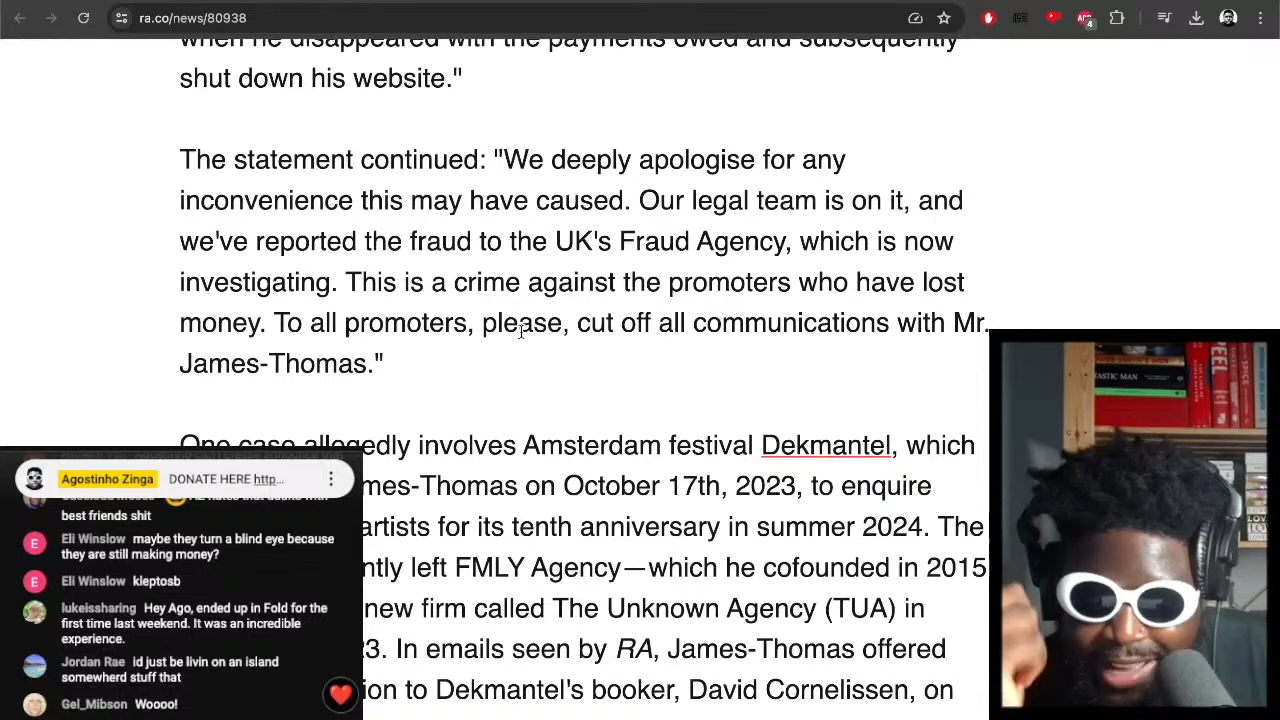 ra.co/news/80938
4
when he disappeared with the payments owed and subsequently
shut down his website."
The statement continued: "We deeply apologise for any
inconvenience this may have caused. Our legal team is on it, and
we've reported the fraud to the UK's Fraud Agency, which is now
investigating. This is a crime against the promoters who have lost
money. To all promoters, please, cut off all communications with Mr.
James-Thomas."
One case allegedly involves Amsterdam festival Dekmantel, which
mes-Thomas on October 17th, 2023, to enquire
artists for its tenth anniversary in summer 2024. The
ntly left FMLY Agency—which he cofounded in 2015
new firm called The Unknown Agency (TUA) in
23. In emails seen by RA, James-Thomas offered
ion to Dekmantel's booker, David Cornelissen, on
Agostinho Zinga DONATE HERE http...
best friends shit
E Eli Winslow maybe they turn a blind eye because
they are still making money?
E Eli Winslow kleptosb
lukeissharing Hey Ago, ended up in Fold for the
first time last weekend. It was an incredible
experience.
Jordan Rae id just be livin on an island
somewherd stuff that
Gel_Mibson Woooo!
TASTIC MAN
PEEL
SPICE
LOVE